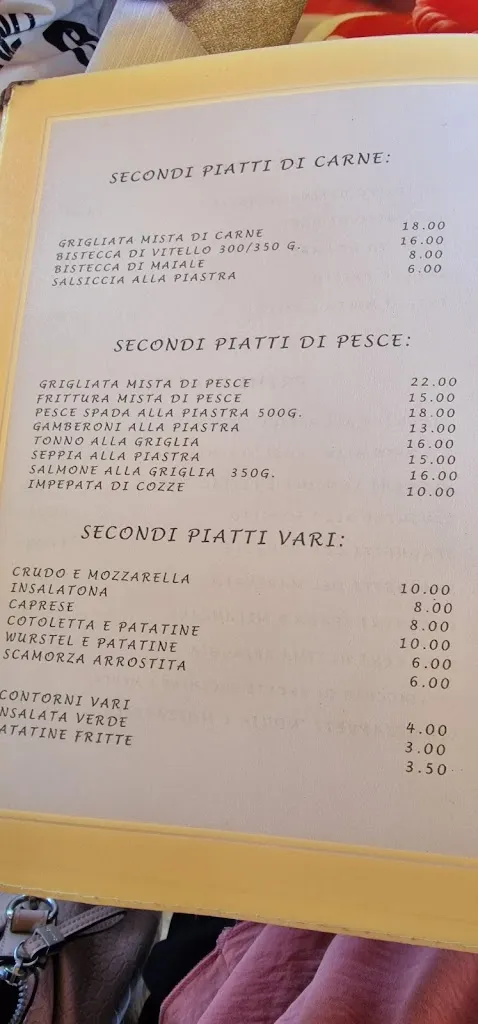 SECONDI PIATTI DI CARNE:
GRIGLIATA MISTA DI CARNE 18.00
BISTECCA DI VITELLO 300/350 G. 16.00
BISTECCA DI MAIALE 8.00
SALSICCIA ALLA PIASTRA 6.00
SECONDI PIATTI DI PESCE:
GRIGLIATA MISTA DI PESCE 22.00
FRITTURA MISTA DI PESCE 15.00
PESCE SPADA ALLA PIASTRA 500G. 18.00
GAMBERONI ALLA PIASTRA 13.00
TONNO ALLA GRIGLIA 16.00
SEPPIA ALLA PIASTRA 15.00
SALMONE ALLA GRIGLIA 350G. 16.00
IMPEPATA DI COZZE 10.00
SECONDI PIATTI VARI:
CRUDO E MOZZARELLA 10.00
INSALATONA 8.00
CAPRESE 8.00
COTOLETTA E PATATINE 10.00
WURSTEL E PATATINE 6.00
SCAMORZA ARROSTITA 6.00
CONTORNI VARI 4.00
NSALATA VERDE 3.00
ATATINE FRITTE 3.50